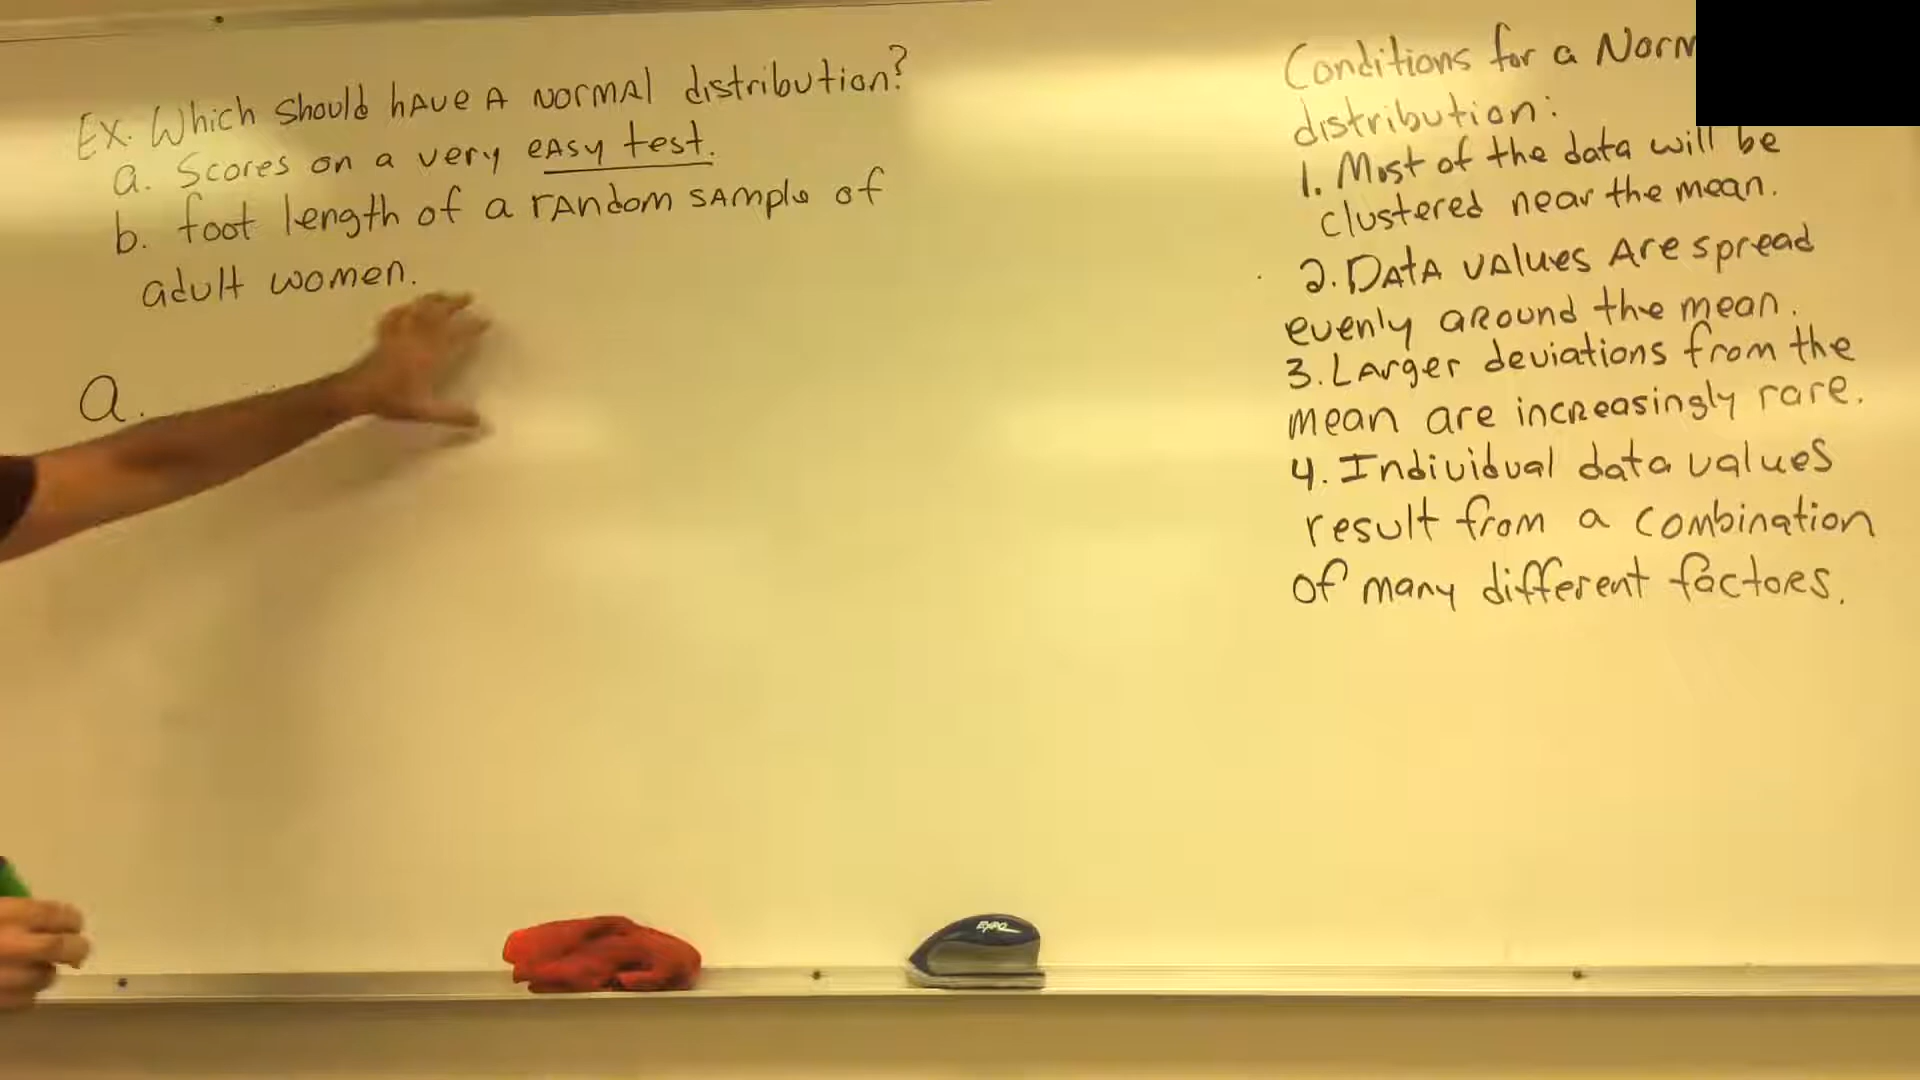 Ex. Which should have a normal distribution?
a. Scores on a very easy test.
b. foot length of a random sample of
adult women.
a.
Conditions for a
distribution:
1. Most of the data will be
clustered near the mean.
2. Data values are spread
evenly around the mean.
3. Larger deviations from the
mean are increasingly rare.
4. Individual data values
result from a combination
of many different factors.
EXPO